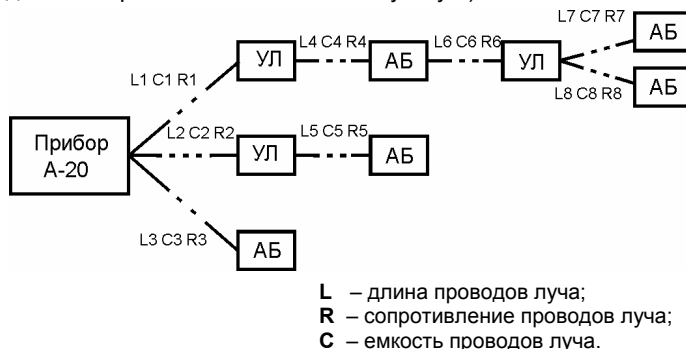 L7 C7 R7
АБ
L4 C4 R4
L6 C6 R6
УЛ
АБ
УЛ
L1 C1 R1
АБ
L8 C8 R8
L2 C2 R2
L5 C5 R5
Прибор
А-20
УЛ
АБ
L3 C3 R3
АБ
L – длина проводов луча;
R – сопротивление проводов луча;
C – емкость проводов луча.